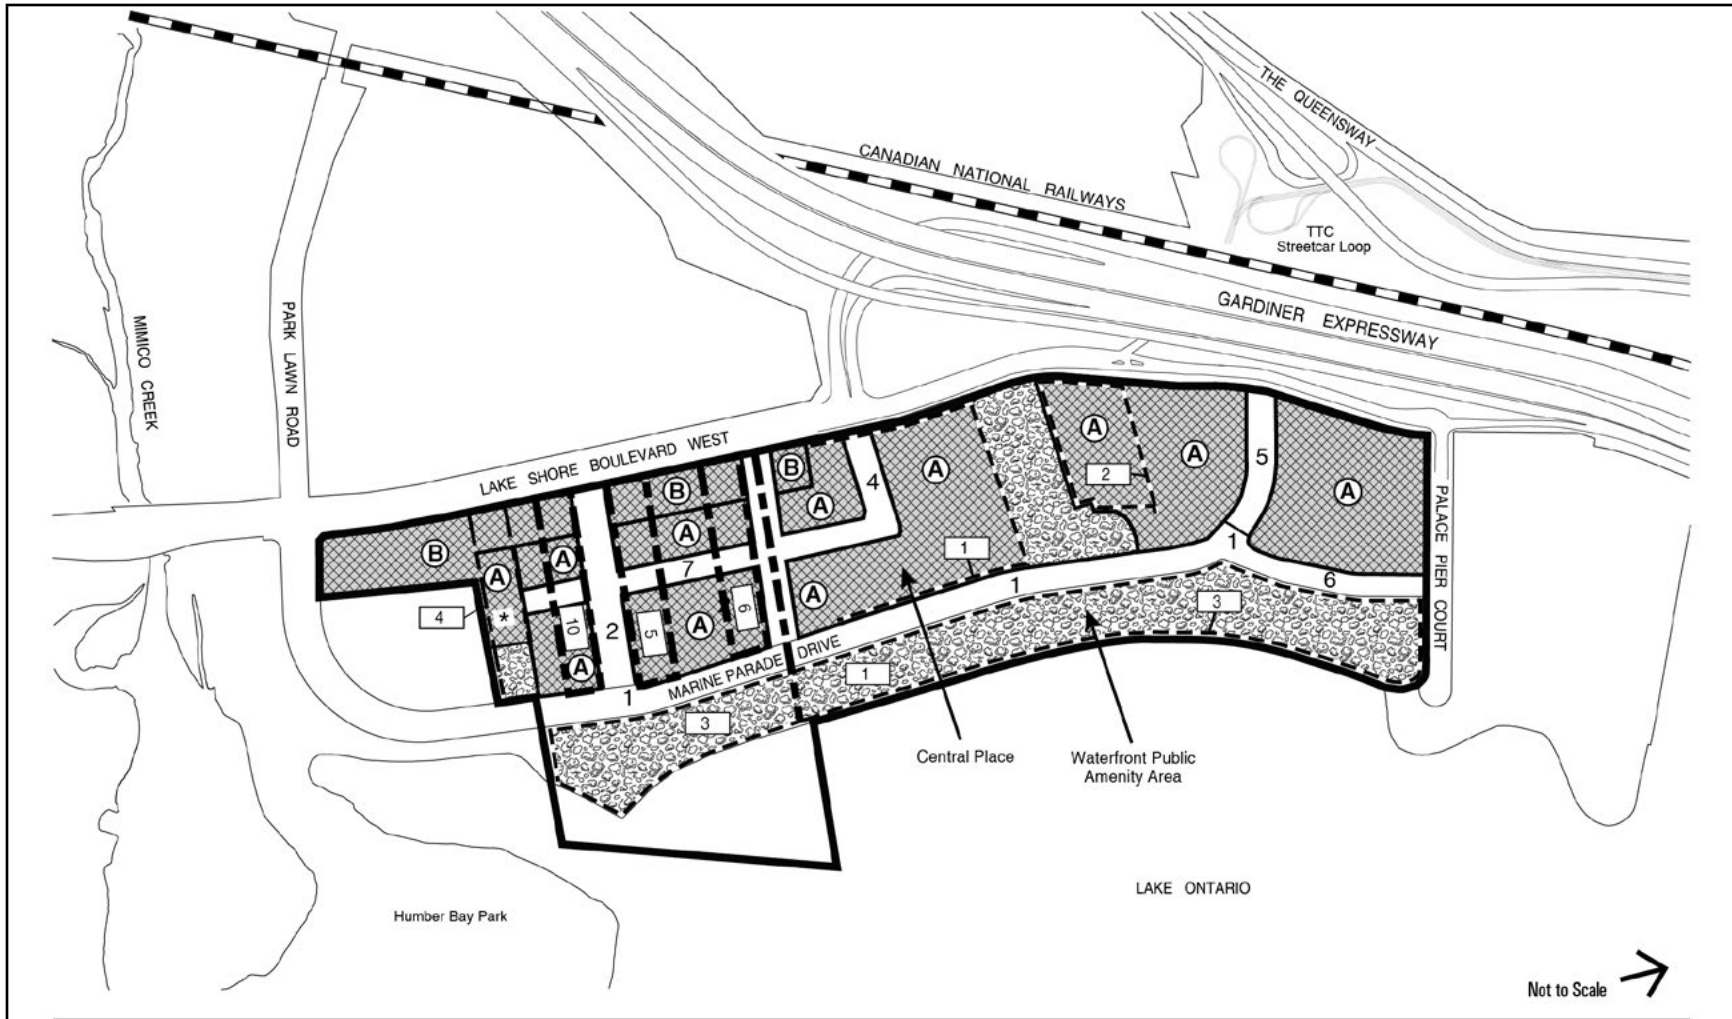 THE QUEENSWAY
CANADIAN NATIONAL RAILWAYS
TTC
Streetcar Loop
GARDINER EXPRESSWAY
MIMICO CREEK
PARK LAWN ROAD
LAKE SHORE BOULEVARD WEST
PALACE PIER COURT
A
2
A
5
A
B
A
4
A
B
A
B
A
A
4
*
10
A
2
7
5
A
6
A
1
1
1
6
3
1
MARINE PARADE DRIVE
1
3
Central Place
Waterfront Public
Amenity Area
LAKE ONTARIO
Humber Bay Park
Not to Scale